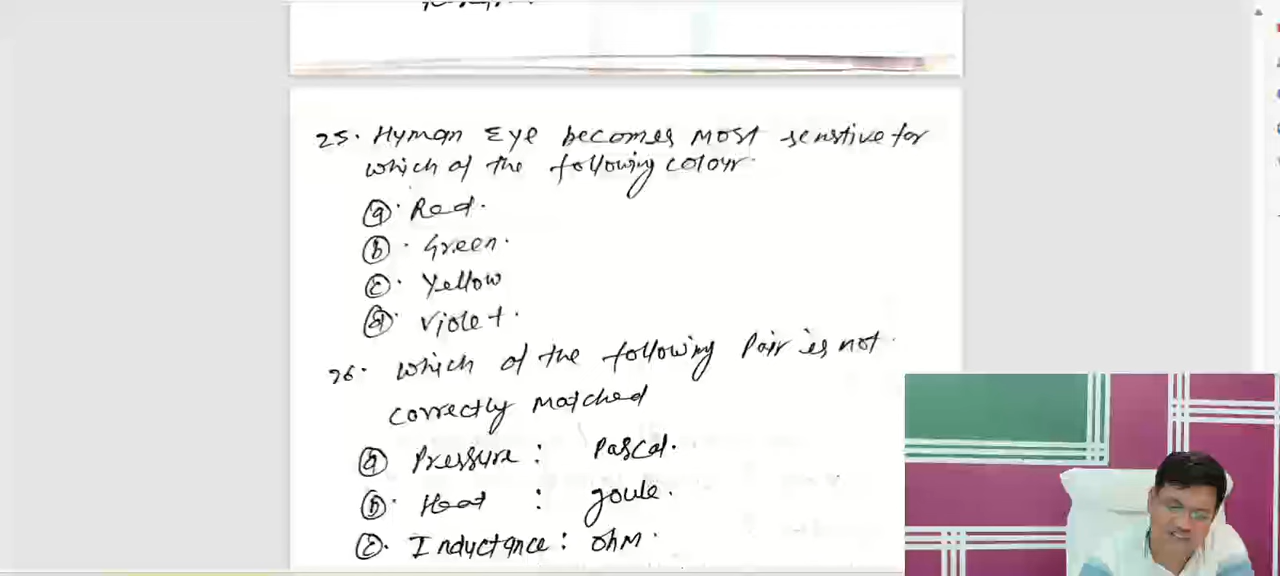 25. Human Eye becomes most senstive for
which of the following colour.
(a). Red.
(b). Green.
(c). Yellow
(d). Violet.
26. Which of the following Pair is not
correctly matched
(a) Pressure : Pascal.
(b). Heat : Joule.
(c). Inductance : Ohm.